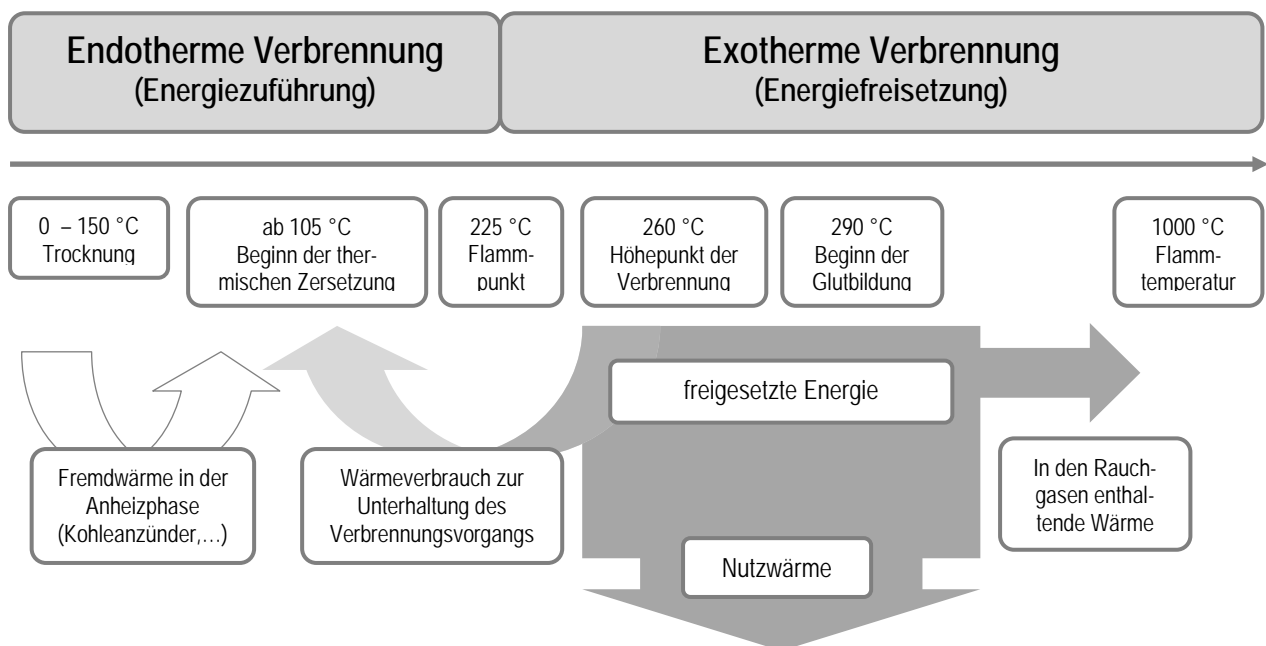 Endotherme Verbrennung
(Energiezuführung)
Exotherme Verbrennung
(Energiefreisetzung)
0 – 150 °C
Trocknung
ab 105 °C
Beginn der ther-
mischen Zersetzung
225 °C
Flamm-
punkt
260 °C
Höhepunkt der
Verbrennung
290 °C
Beginn der
Glutbildung
1000 °C
Flamm-
temperatur
freigesetzte Energie
Fremdwärme in der
Anheizphase
(Kohleanzünder,…)
Wärmeverbrauch zur
Unterhaltung des
Verbrennungsvorgangs
In den Rauch-
gasen enthal-
tende Wärme
Nutzwärme